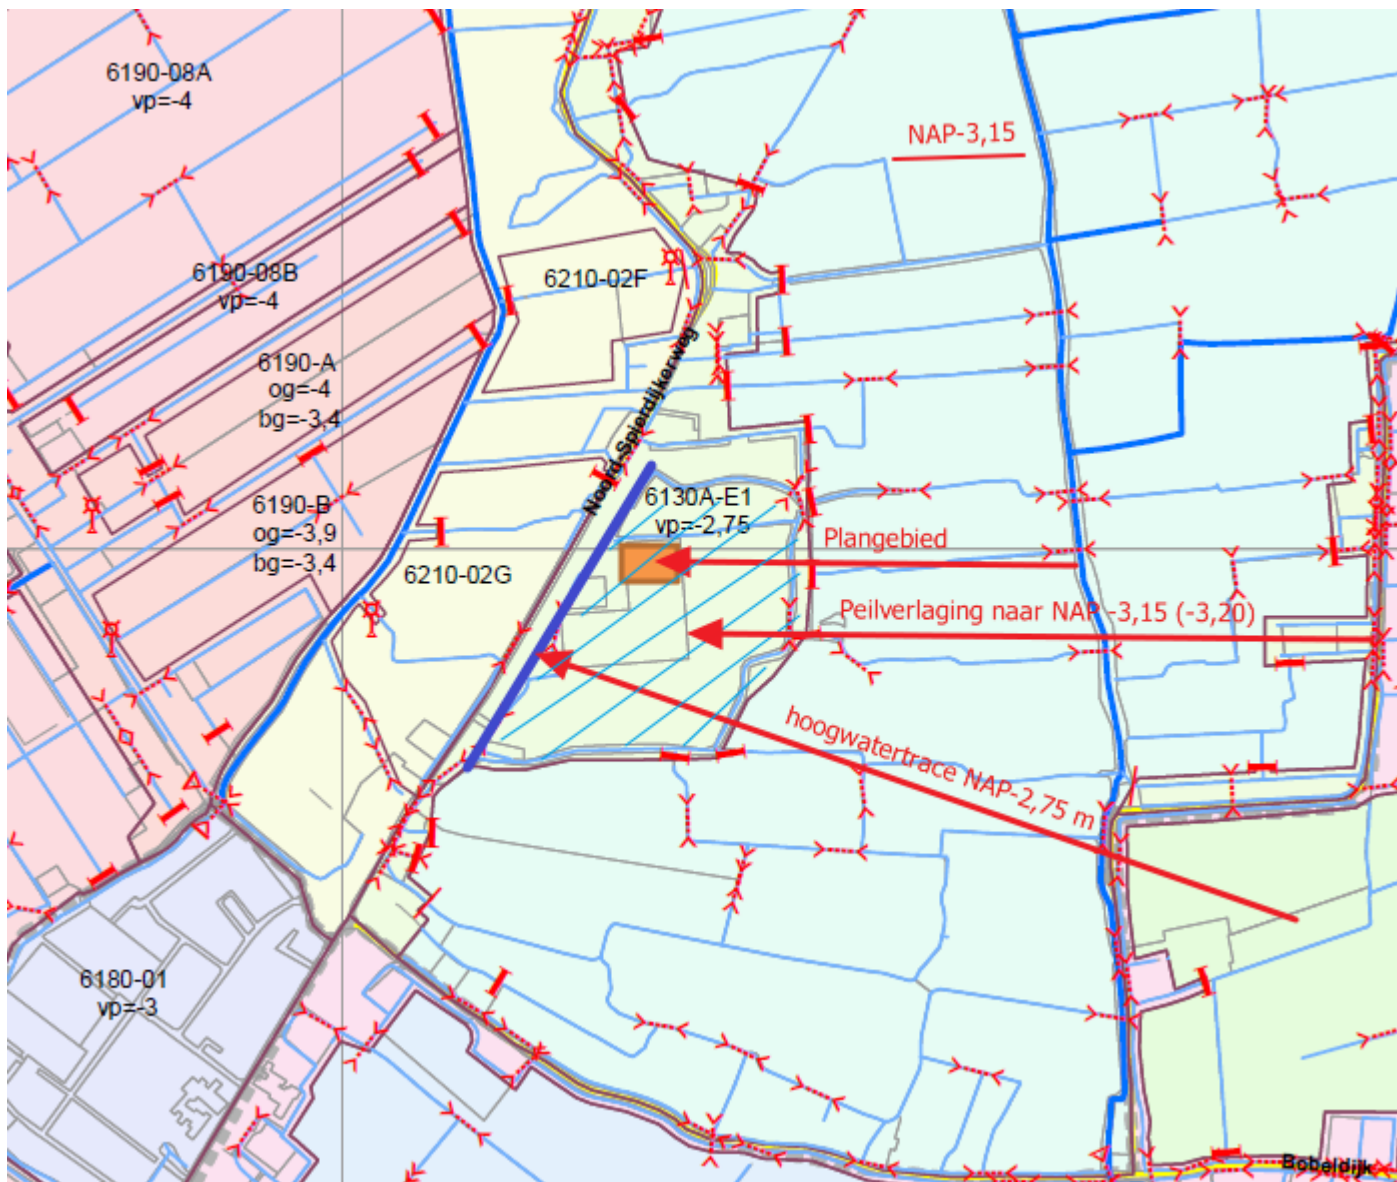 6190-08A
vp=-4
NAP-3,15
6190-08B
vp=-4
6210-02F
6190-A
og=-4
bg=-3,4
Noord-Spierdijkerweg
6190-B
og=-3,9
bg=-3,4
6130A-E1
vp=-2,75
Plangebied
6210-02G
Peilverlaging naar NAP -3,15 (-3,20)
hoogwatertrace NAP-2,75 m
6180-01
vp=-3
Bobeldijk